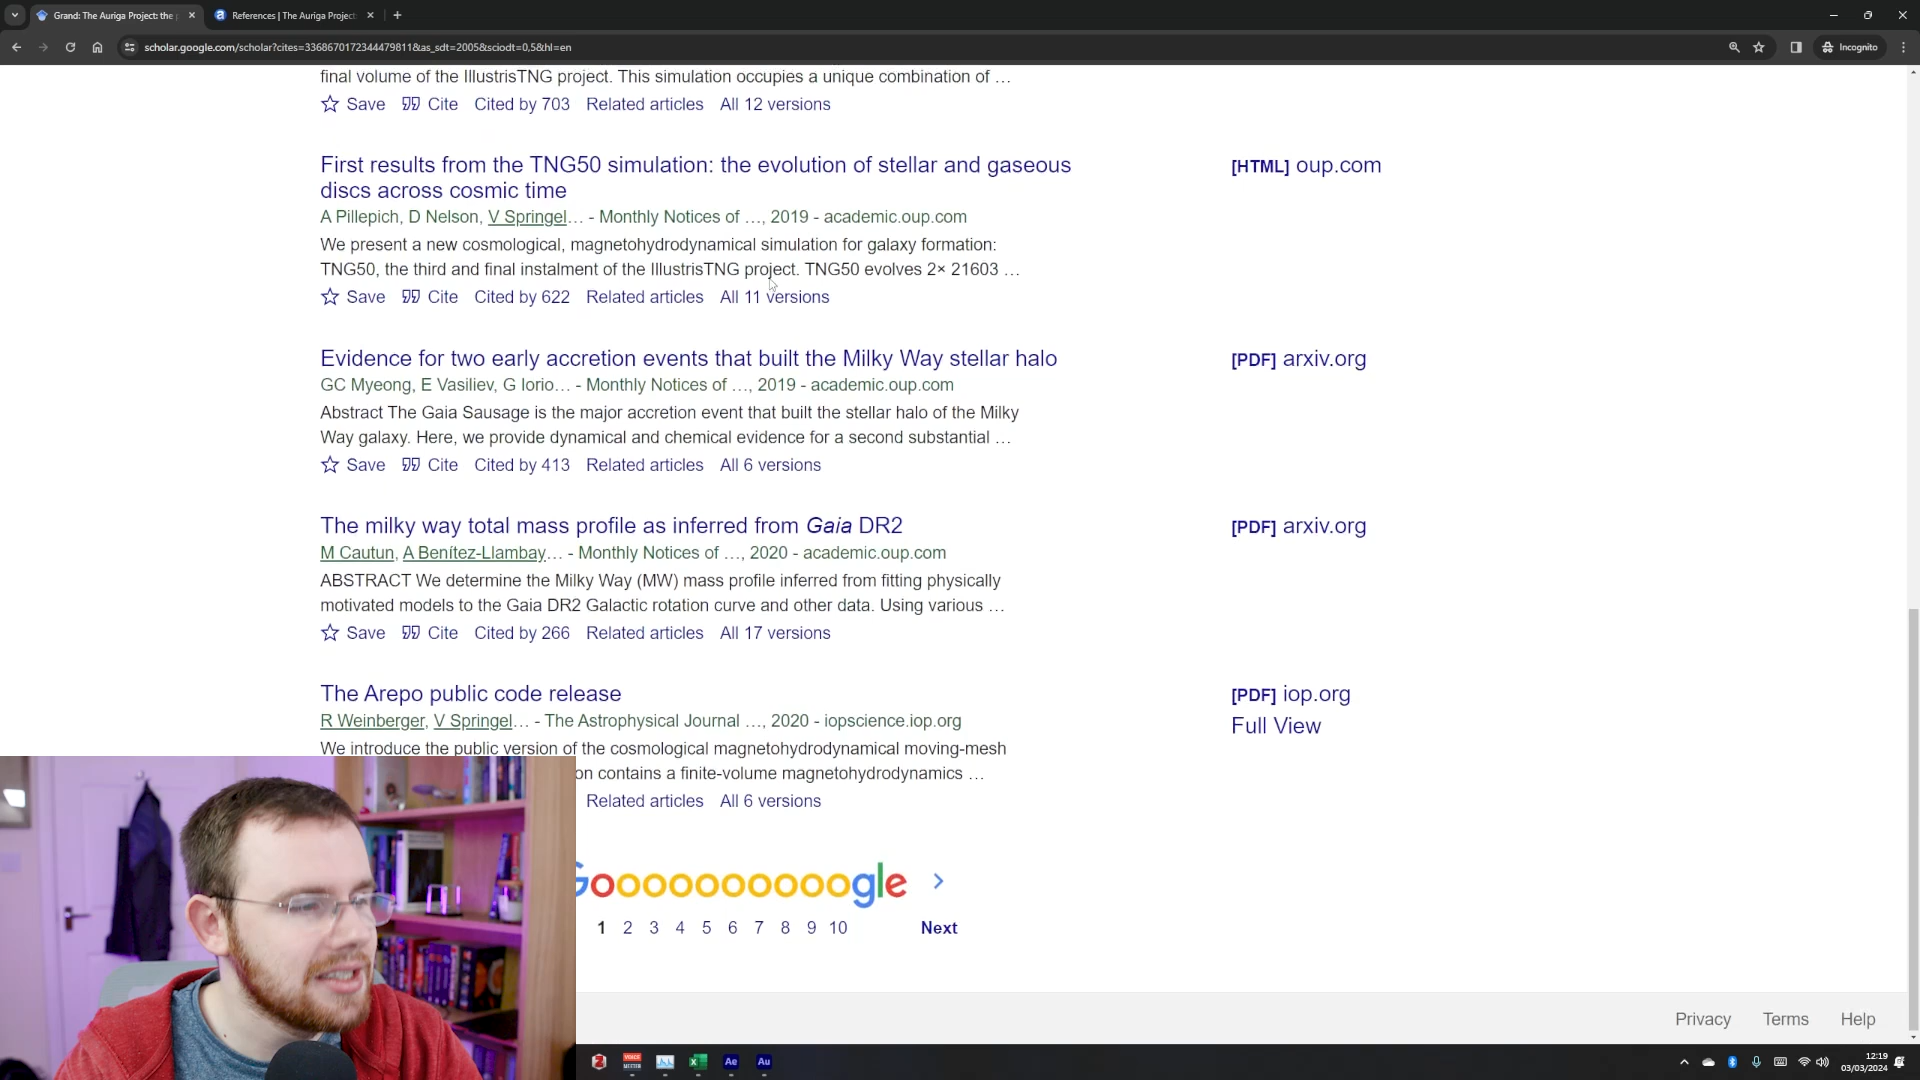 Grand: The Auriga Project: the p
References | The Auriga Project:
scholar.google.com/scholar?cites=3368670172344479811&as_sdt=2005&sciodt=0,5&hl=en
Incognito
final volume of the IllustrisTNG project. This simulation occupies a unique combination of …
Save Cite Cited by 703 Related articles All 12 versions
First results from the TNG50 simulation: the evolution of stellar and gaseous
discs across cosmic time
[HTML] oup.com
A Pillepich, D Nelson, V Springel… - Monthly Notices of …, 2019 - academic.oup.com
We present a new cosmological, magnetohydrodynamical simulation for galaxy formation:
TNG50, the third and final instalment of the IllustrisTNG project. TNG50 evolves 2× 21603 …
Save Cite Cited by 622 Related articles All 11 versions
Evidence for two early accretion events that built the Milky Way stellar halo
[PDF] arxiv.org
GC Myeong, E Vasiliev, G Iorio… - Monthly Notices of …, 2019 - academic.oup.com
Abstract The Gaia Sausage is the major accretion event that built the stellar halo of the Milky
Way galaxy. Here, we provide dynamical and chemical evidence for a second substantial …
Save Cite Cited by 413 Related articles All 6 versions
The milky way total mass profile as inferred from Gaia DR2
[PDF] arxiv.org
M Cautun, A Benítez-Llambay… - Monthly Notices of …, 2020 - academic.oup.com
ABSTRACT We determine the Milky Way (MW) mass profile inferred from fitting physically
motivated models to the Gaia DR2 Galactic rotation curve and other data. Using various …
Save Cite Cited by 266 Related articles All 17 versions
The Arepo public code release
[PDF] iop.org
R Weinberger, V Springel… - The Astrophysical Journal …, 2020 - iopscience.iop.org
Full View
We introduce the public version of the cosmological magnetohydrodynamical moving-mesh
on contains a finite-volume magnetohydrodynamics …
Related articles All 6 versions
Goooooooooogle
1 2 3 4 5 6 7 8 9 10 Next
Privacy Terms Help
VOICE MEETER Ae Au
12:19
03/03/2024